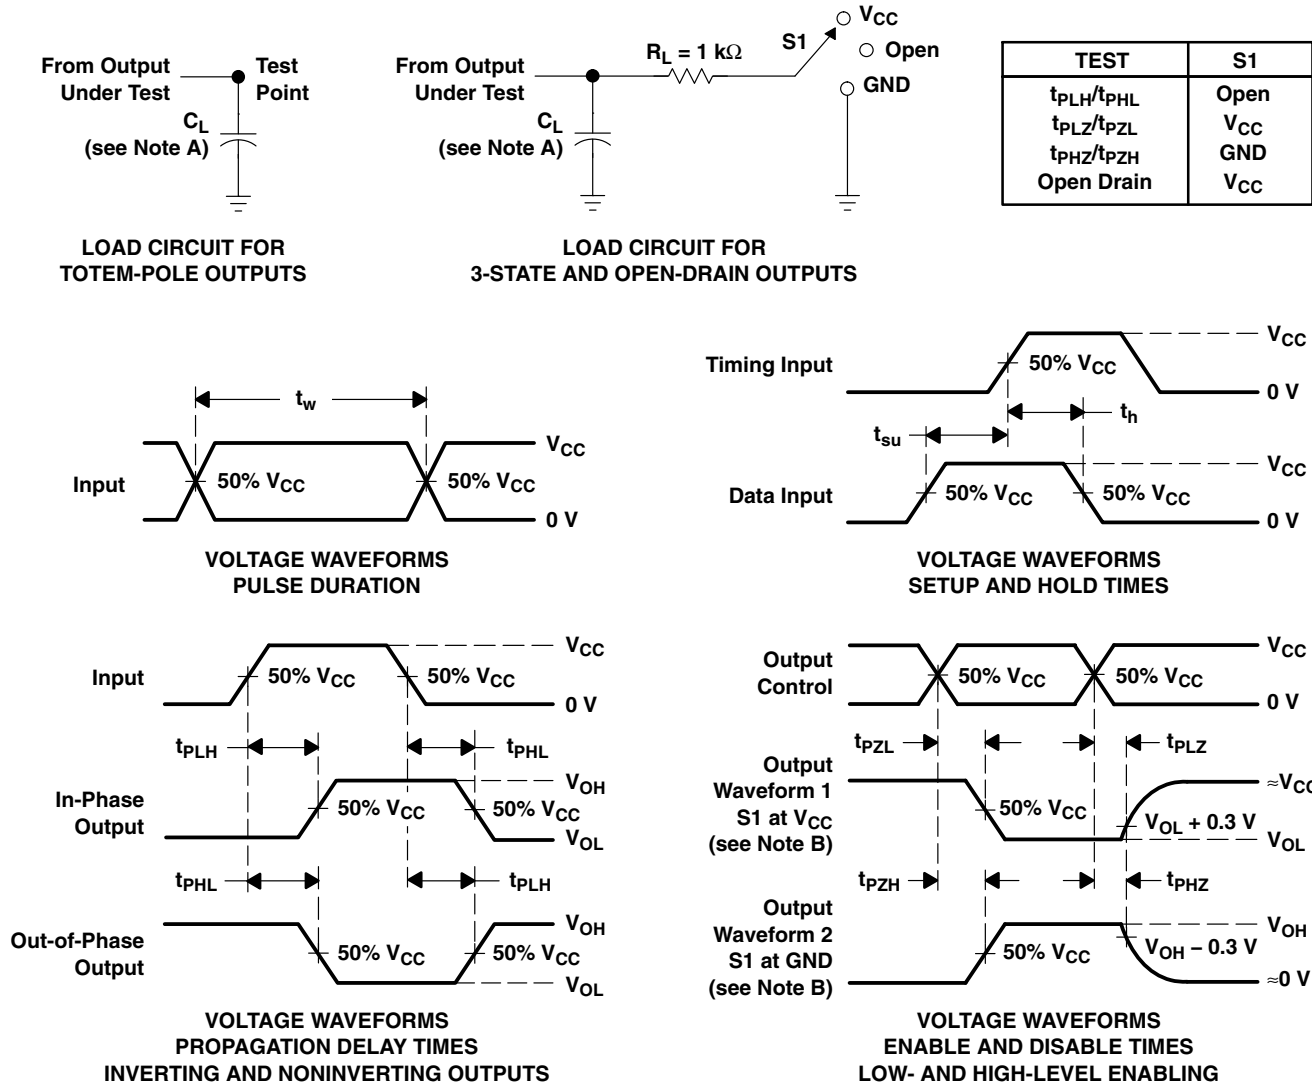 From Output
Under Test
Test
Point
CL
(see Note A)
LOAD CIRCUIT FOR
TOTEM-POLE OUTPUTS
From Output
Under Test
CL
(see Note A)
RL = 1 kΩ
S1
VCC
Open
GND
LOAD CIRCUIT FOR
3-STATE AND OPEN-DRAIN OUTPUTS
TEST S1
tPLH/tPHL Open
tPLZ/tPZL VCC
tPHZ/tPZH GND
Open Drain VCC
tw
Input
50% VCC
50% VCC
VCC
0 V
VOLTAGE WAVEFORMS
PULSE DURATION
Timing Input
50% VCC
VCC
0 V
tsu
th
Data Input
50% VCC
50% VCC
VCC
0 V
VOLTAGE WAVEFORMS
SETUP AND HOLD TIMES
Input
50% VCC
50% VCC
VCC
0 V
tPLH
tPHL
In-Phase
Output
50% VCC
50% VCC
VOH
VOL
tPHL
tPLH
Out-of-Phase
Output
50% VCC
50% VCC
VOH
VOL
VOLTAGE WAVEFORMS
PROPAGATION DELAY TIMES
INVERTING AND NONINVERTING OUTPUTS
Output
Control
50% VCC
50% VCC
VCC
0 V
tPZL
tPLZ
Output
Waveform 1
S1 at VCC
(see Note B)
50% VCC
VOL + 0.3 V
≈VCC
VOL
tPZH
tPHZ
Output
Waveform 2
S1 at GND
(see Note B)
50% VCC
VOH − 0.3 V
VOH
≈0 V
VOLTAGE WAVEFORMS
ENABLE AND DISABLE TIMES
LOW- AND HIGH-LEVEL ENABLING